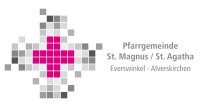 Pfarrgemeinde
St. Magnus / St. Agatha
Everswinkel - Alverskirchen